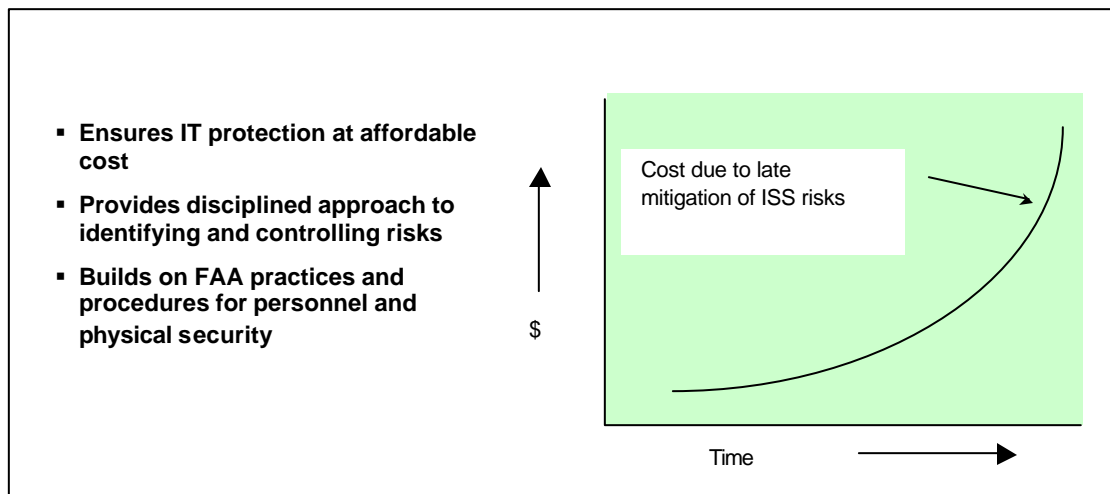 ▪ Ensures IT protection at affordable
cost
▪ Provides disciplined approach to
identifying and controlling risks
▪ Builds on FAA practices and
procedures for personnel and
physical security
$
Cost due to late
mitigation of ISS risks
Time